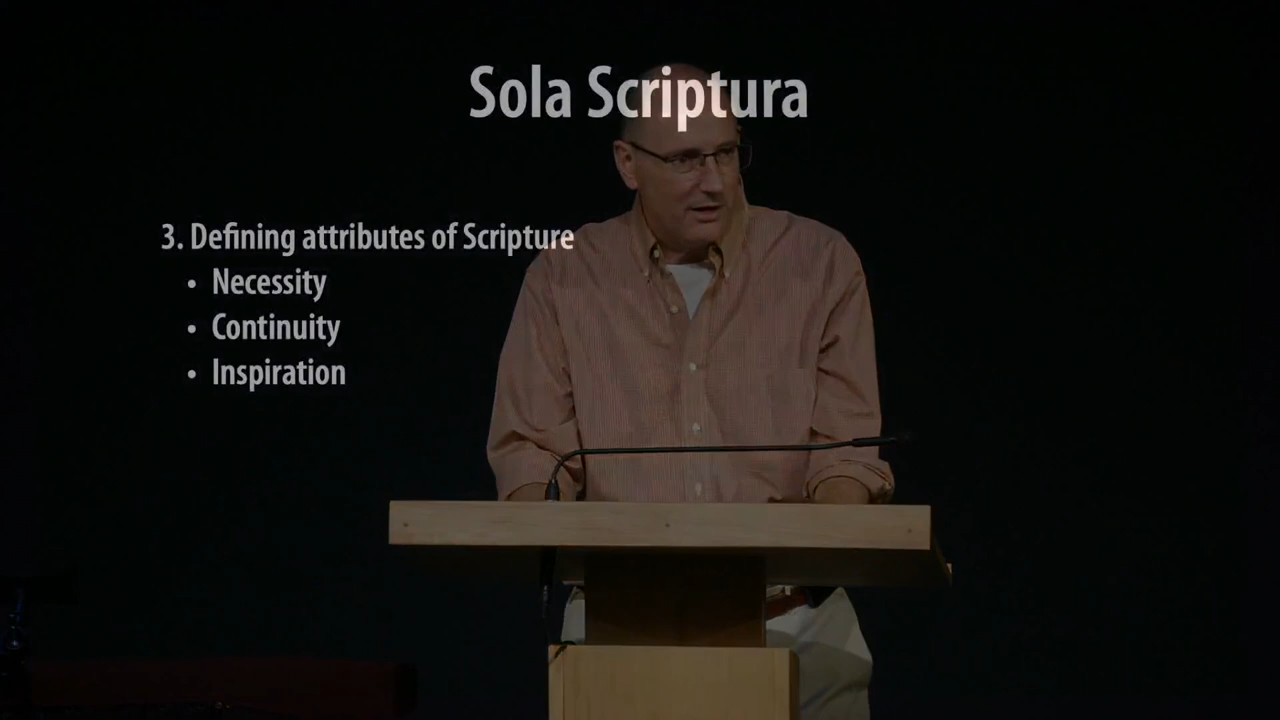 Sola Scriptura
3. Defining attributes of Scripture
• Necessity
• Continuity
• Inspiration